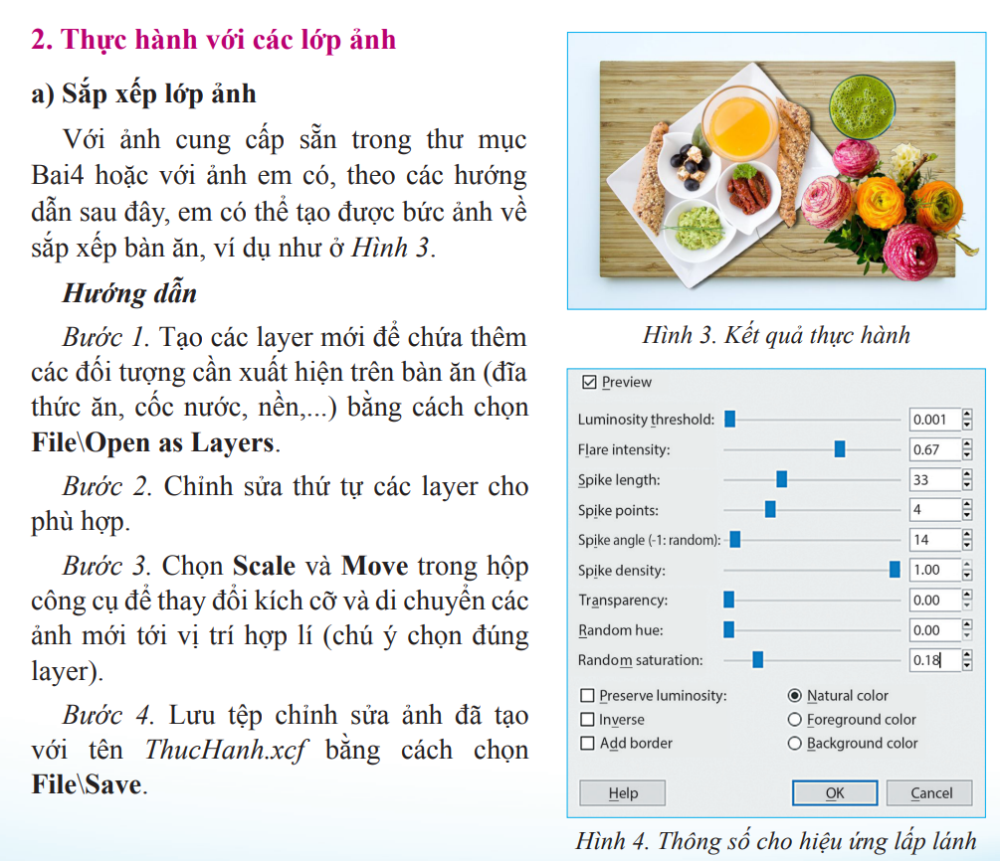 2. Thực hành với các lớp ảnh
a) Sắp xếp lớp ảnh
Với ảnh cung cấp sẵn trong thư mục
Bai4 hoặc với ảnh em có, theo các hướng
dẫn sau đây, em có thể tạo được bức ảnh về
sắp xếp bàn ăn, ví dụ như ở Hình 3.
Hướng dẫn
Bước 1. Tạo các layer mới để chứa thêm
các đối tượng cần xuất hiện trên bàn ăn (đĩa
thức ăn, cốc nước, nền,...) bằng cách chọn
File\Open as Layers.
Bước 2. Chỉnh sửa thứ tự các layer cho
phù hợp.
Bước 3. Chọn Scale và Move trong hộp
công cụ để thay đổi kích cỡ và di chuyển các
ảnh mới tới vị trí hợp lí (chú ý chọn đúng
layer).
Bước 4. Lưu tệp chỉnh sửa ảnh đã tạo
với tên ThucHanh.xcf bằng cách chọn
File\Save.
Hình 3. Kết quả thực hành
Preview
Luminosity threshold: 0.001
Flare intensity: 0.67
Spike length: 33
Spike points: 4
Spike angle (-1: random): 14
Spike density: 1.00
Transparency: 0.00
Random hue: 0.00
Random saturation: 0.18
Preserve luminosity: Natural color
Inverse Foreground color
Add border Background color
Help OK Cancel
Hình 4. Thông số cho hiệu ứng lấp lánh